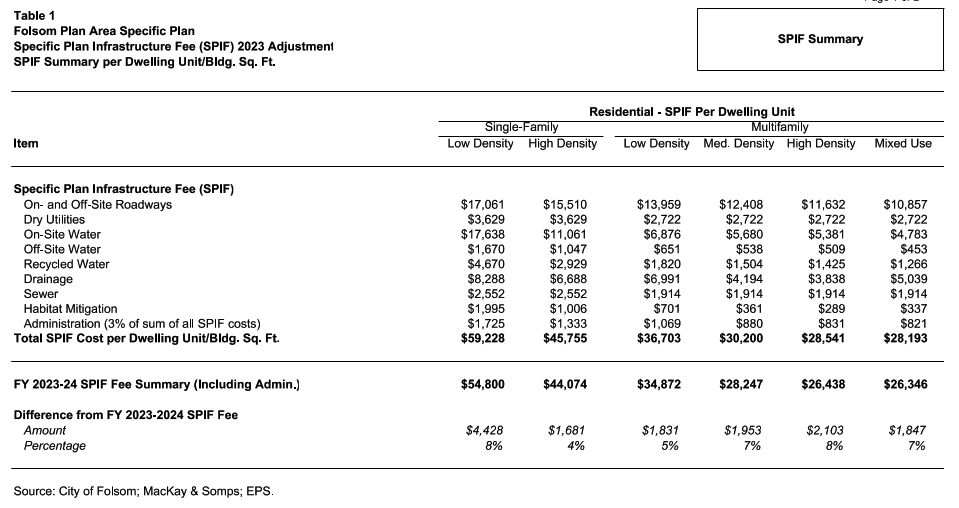 Table 1
Folsom Plan Area Specific Plan
Specific Plan Infrastructure Fee (SPIF) 2023 Adjustment
SPIF Summary per Dwelling Unit/Bldg. Sq. Ft.
SPIF Summary
Residential - SPIF Per Dwelling Unit
Single-Family Multifamily
Item Low Density High Density Low Density Med. Density High Density Mixed Use
Specific Plan Infrastructure Fee (SPIF)
On- and Off-Site Roadways $17,061 $15,510 $13,959 $12,408 $11,632 $10,857
Dry Utilities $3,629 $3,629 $2,722 $2,722 $2,722 $2,722
On-Site Water $17,638 $11,061 $6,876 $5,680 $5,381 $4,783
Off-Site Water $1,670 $1,047 $651 $538 $509 $453
Recycled Water $4,670 $2,929 $1,820 $1,504 $1,425 $1,266
Drainage $8,288 $6,688 $6,991 $4,194 $3,838 $5,039
Sewer $2,552 $2,552 $1,914 $1,914 $1,914 $1,914
Habitat Mitigation $1,995 $1,006 $701 $361 $289 $337
Administration (3% of sum of all SPIF costs) $1,725 $1,333 $1,069 $880 $831 $821
Total SPIF Cost per Dwelling Unit/Bldg. Sq. Ft. $59,228 $45,755 $36,703 $30,200 $28,541 $28,193
FY 2023-24 SPIF Fee Summary (Including Admin.) $54,800 $44,074 $34,872 $28,247 $26,438 $26,346
Difference from FY 2023-2024 SPIF Fee
Amount $4,428 $1,681 $1,831 $1,953 $2,103 $1,847
Percentage 8% 4% 5% 7% 8% 7%
Source: City of Folsom; MacKay & Somps; EPS.